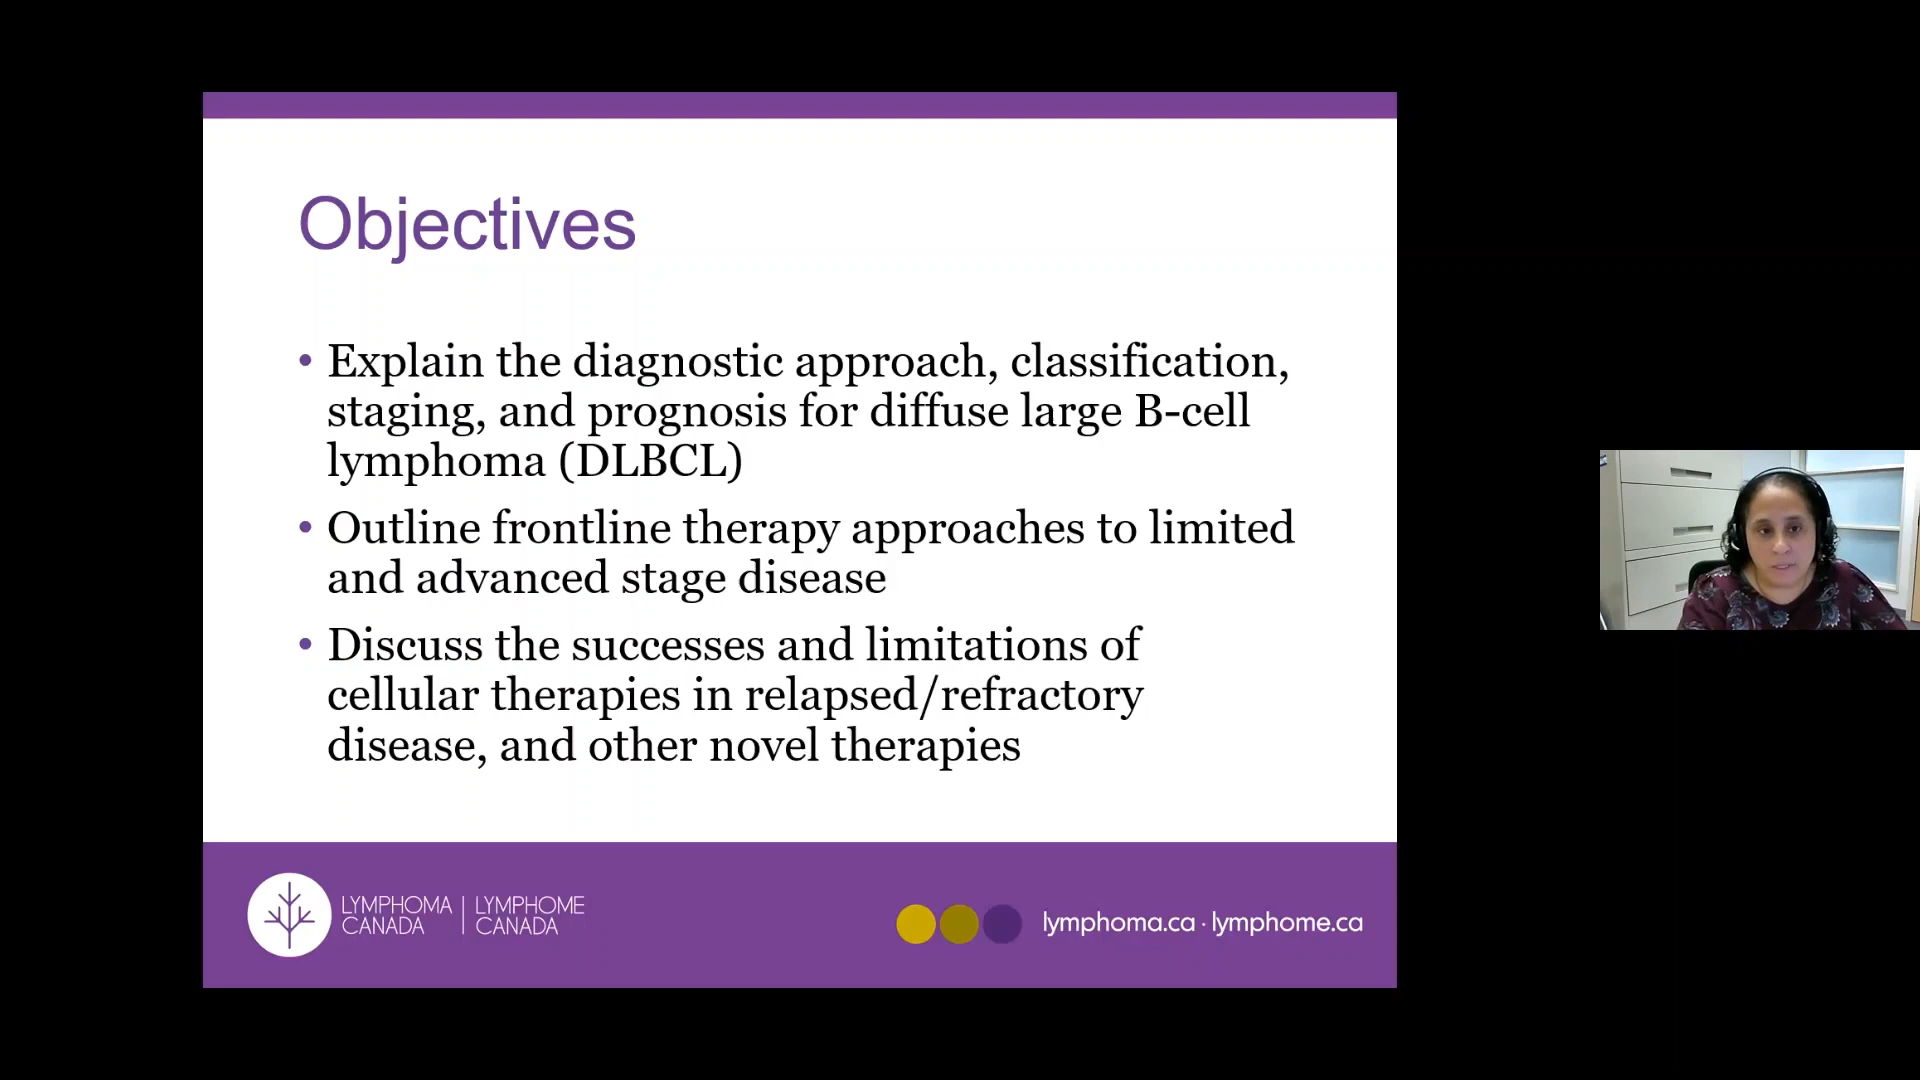 Objectives
• Explain the diagnostic approach, classification,
staging, and prognosis for diffuse large B-cell
lymphoma (DLBCL)
• Outline frontline therapy approaches to limited
and advanced stage disease
• Discuss the successes and limitations of
cellular therapies in relapsed/refractory
disease, and other novel therapies
LYMPHOMA | LYMPHOME
CANADA | CANADA
lymphoma.ca · lymphome.ca